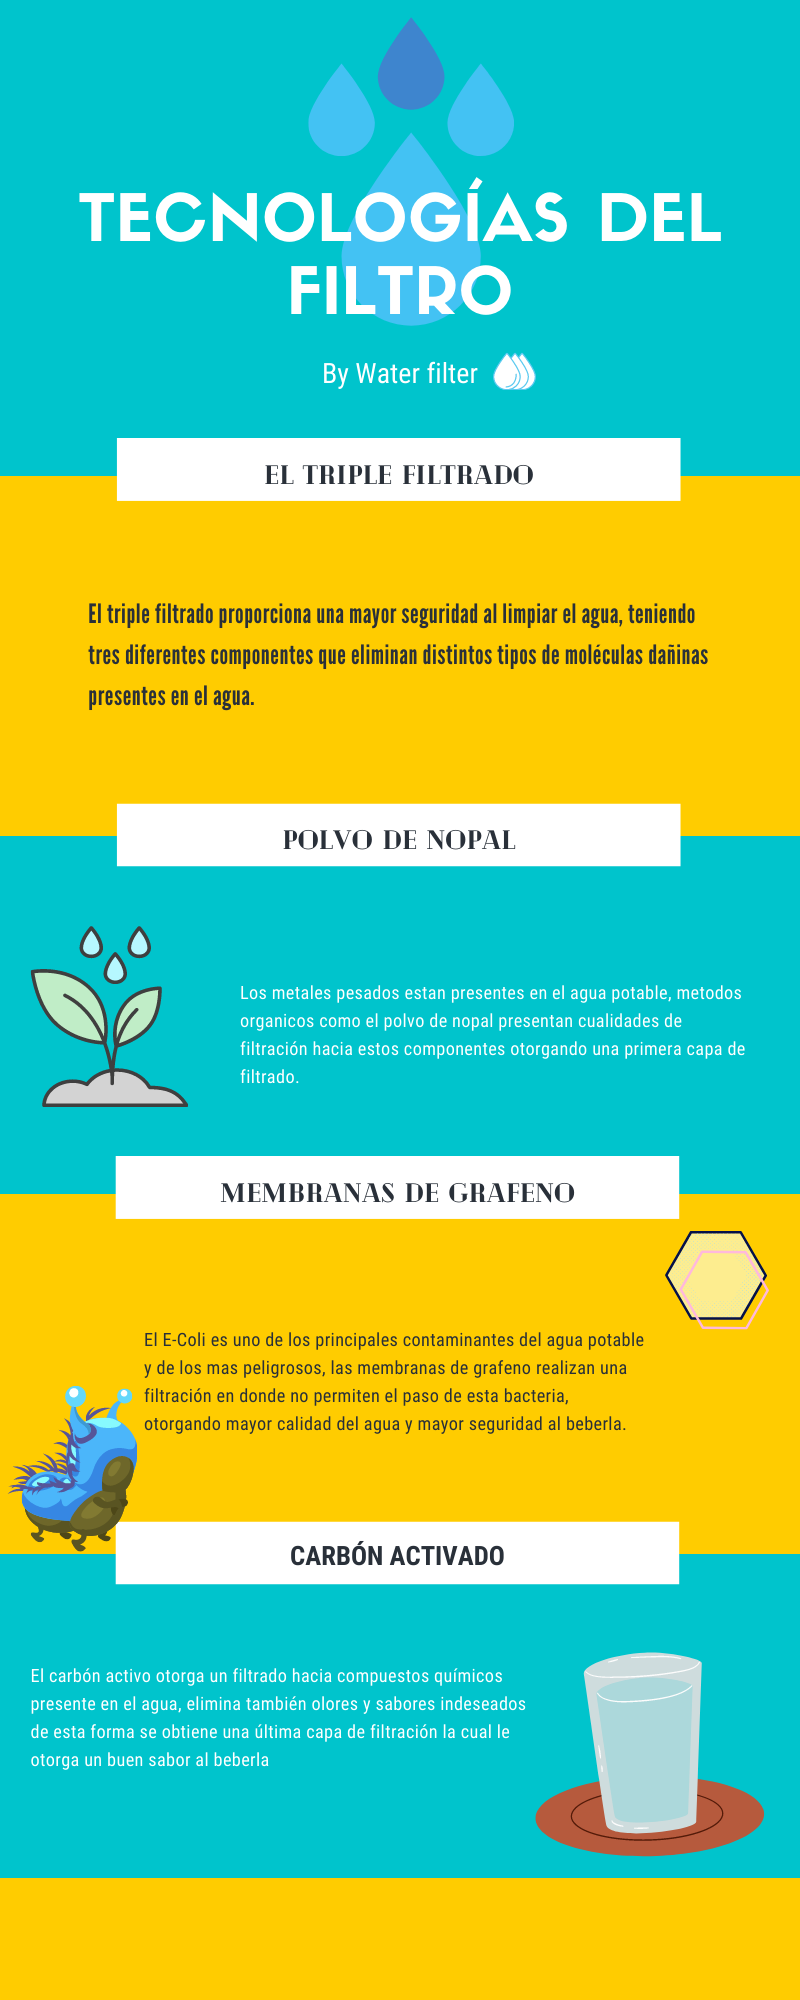 TECNOLOGÍAS DEL
FILTRO
By Water filter
EL TRIPLE FILTRADO
El triple filtrado proporciona una mayor seguridad al limpiar el agua, teniendo
tres diferentes componentes que eliminan distintos tipos de moléculas dañinas
presentes en el agua.
POLVO DE NOPAL
Los metales pesados estan presentes en el agua potable, metodos
organicos como el polvo de nopal presentan cualidades de
filtración hacia estos componentes otorgando una primera capa de
filtrado.
MEMBRANAS DE GRAFENO
El E-Coli es uno de los principales contaminantes del agua potable
y de los mas peligrosos, las membranas de grafeno realizan una
filtración en donde no permiten el paso de esta bacteria,
otorgando mayor calidad del agua y mayor seguridad al beberla.
CARBÓN ACTIVADO
El carbón activo otorga un filtrado hacia compuestos químicos
presente en el agua, elimina también olores y sabores indeseados
de esta forma se obtiene una última capa de filtración la cual le
otorga un buen sabor al beberla